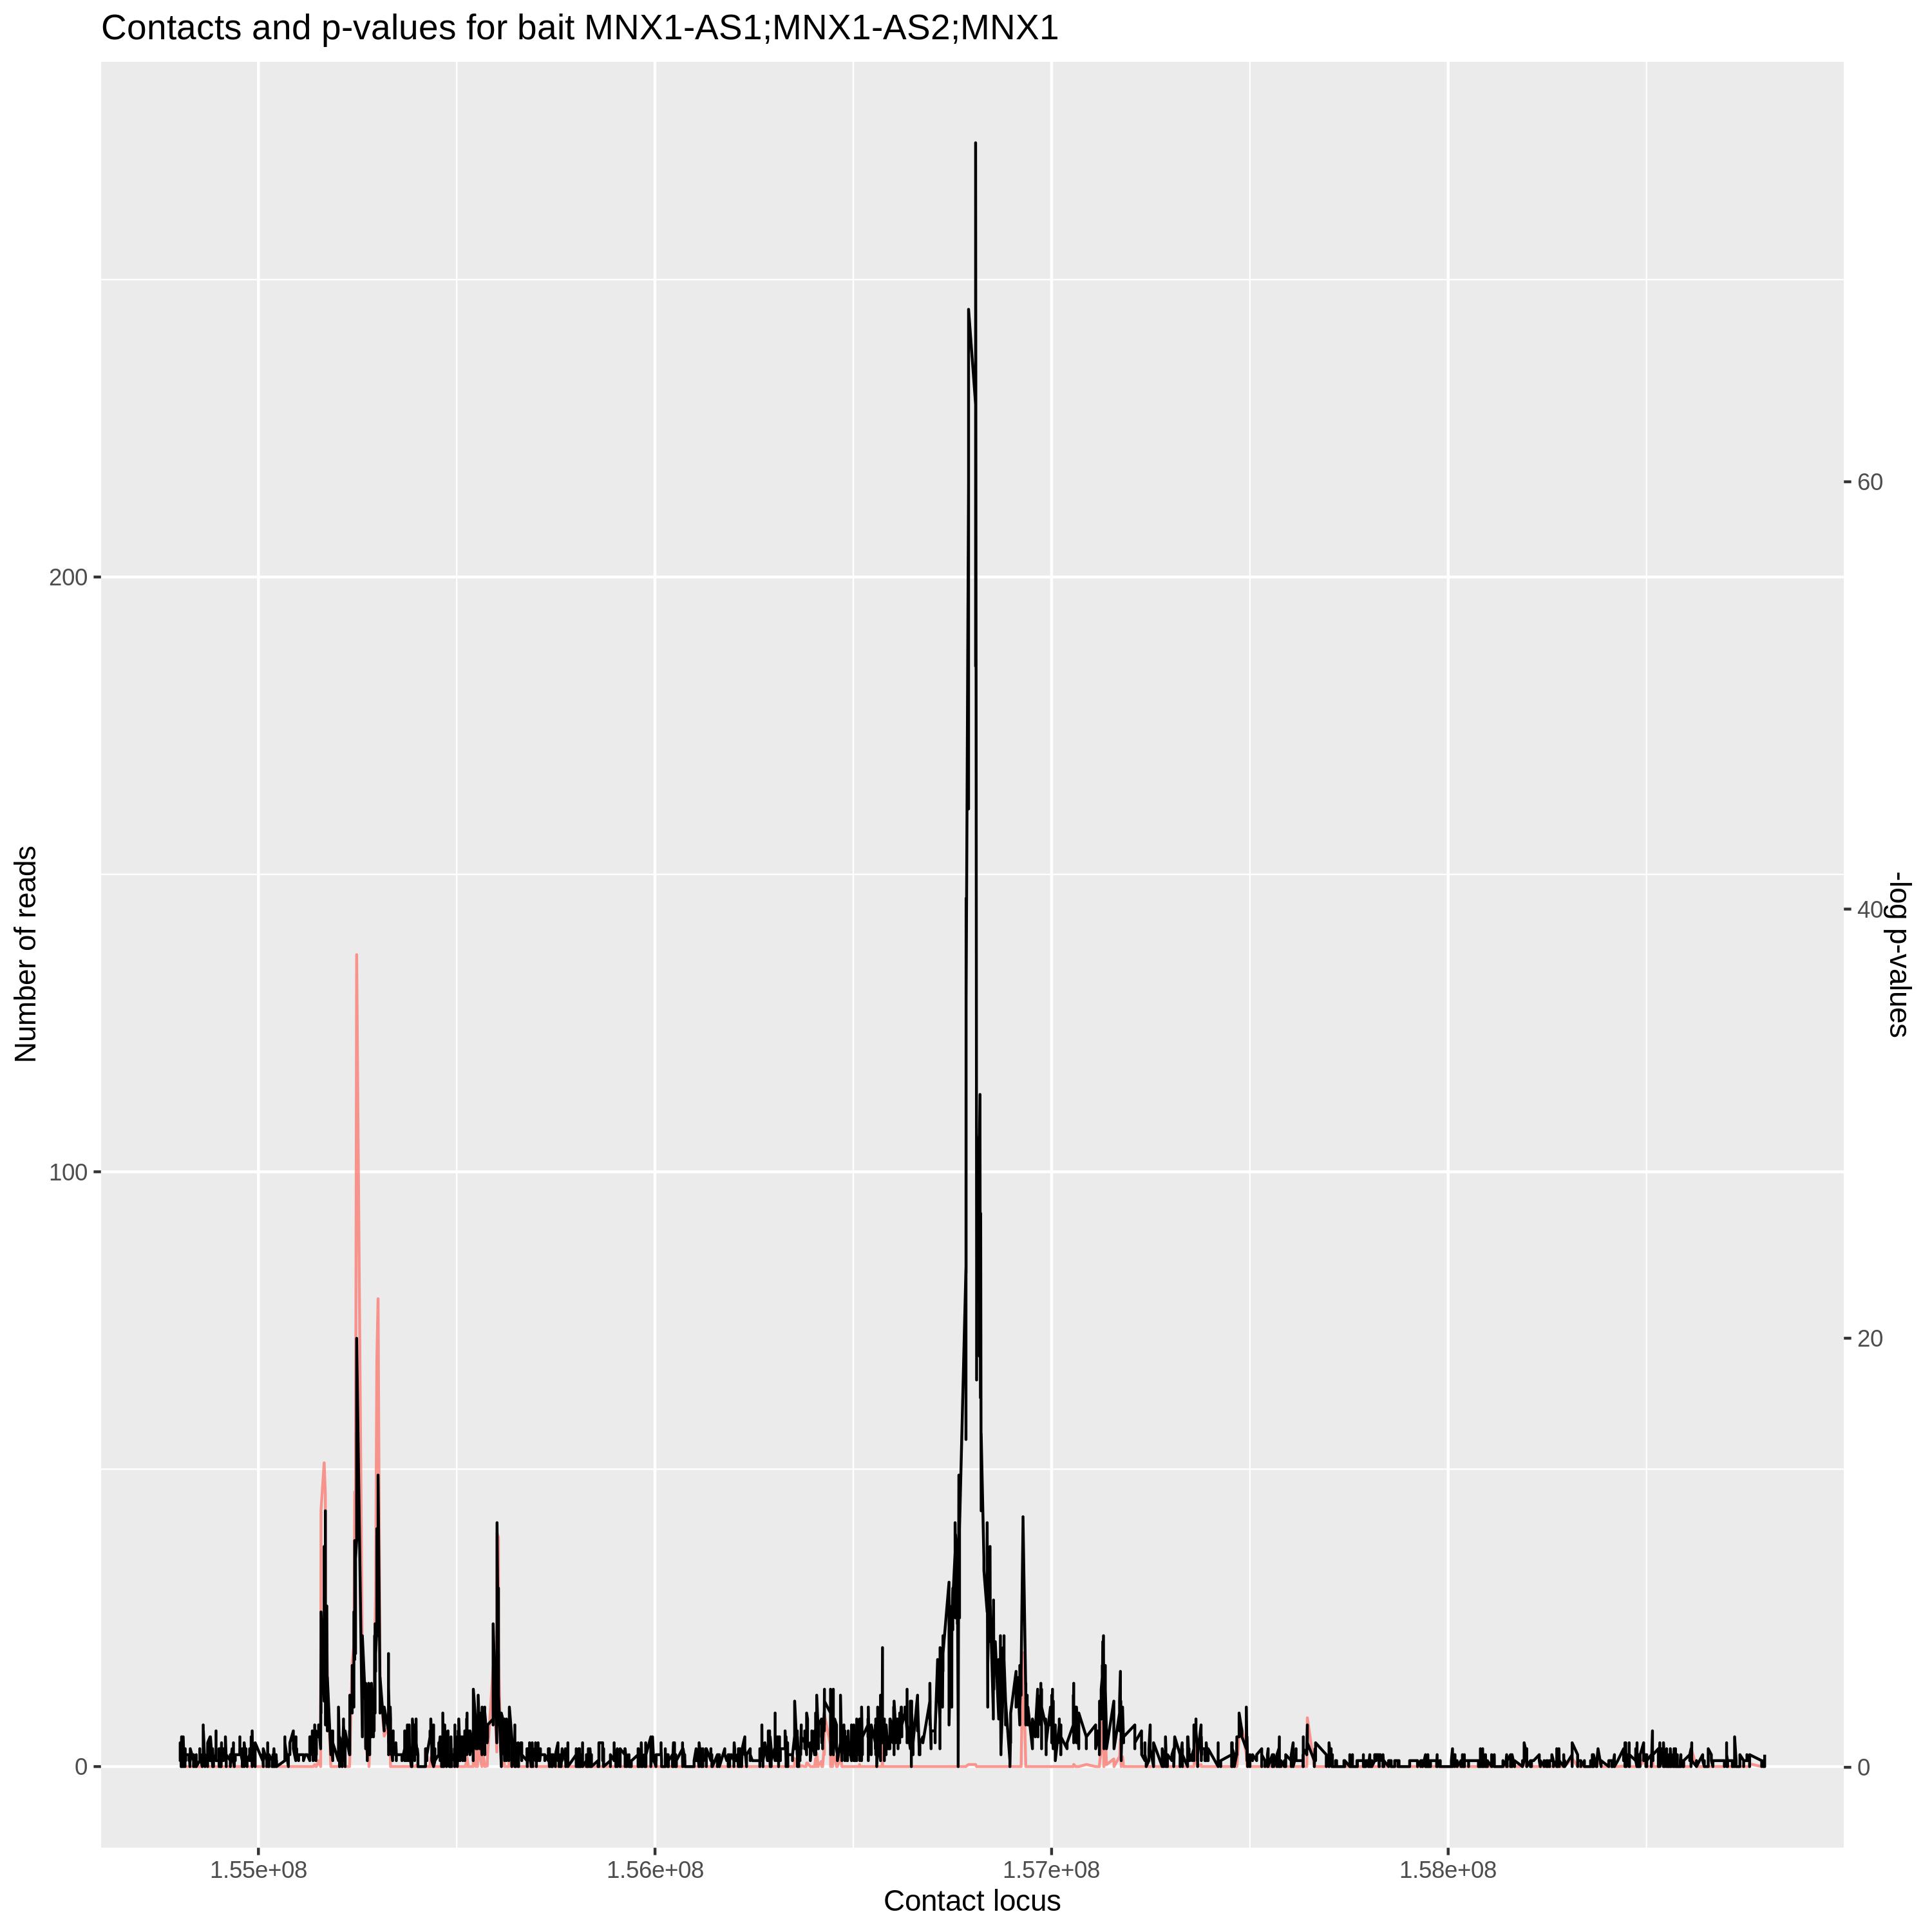 Contacts and p-values for bait MNX1-AS1;MNX1-AS2;MNX1
Number of reads
200
100
0
60
40
20
0
-log p-values
1.55e+08
1.56e+08
1.57e+08
1.58e+08
Contact locus